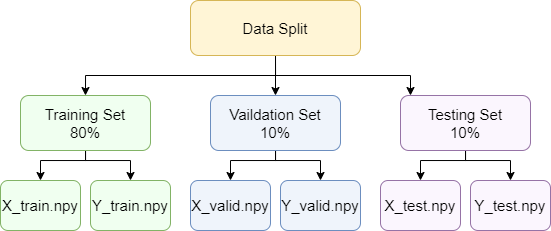 Data Split
Training Set
80%
Vaildation Set
10%
Testing Set
10%
X_train.npy
Y_train.npy
X_valid.npy
Y_valid.npy
X_test.npy
Y_test.npy